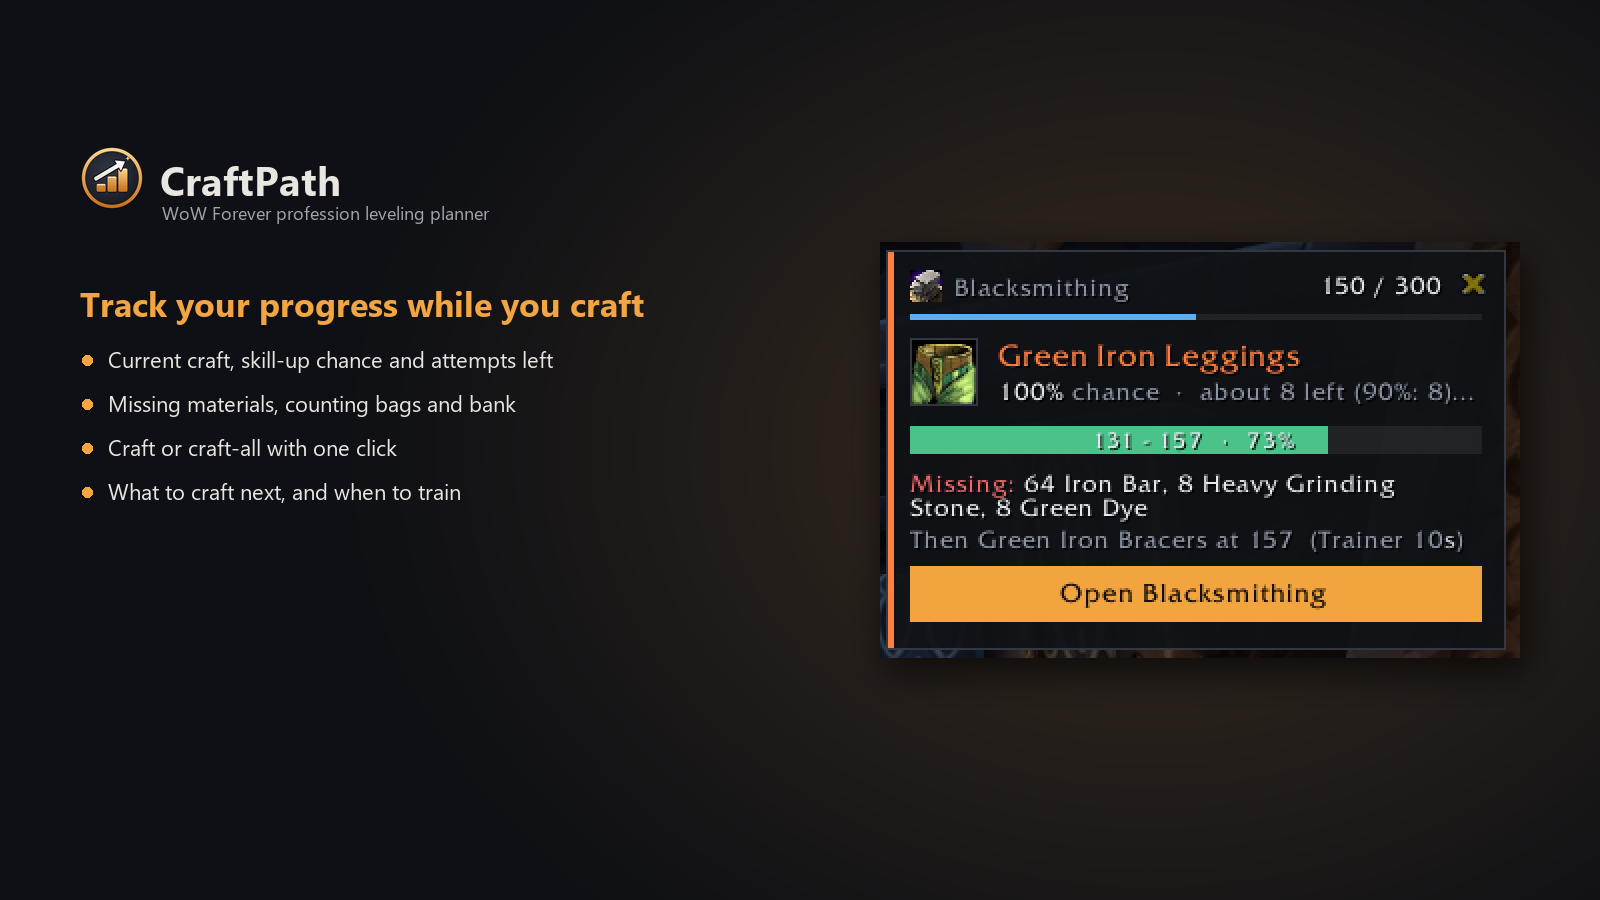 CraftPath
WoW Forever profession leveling planner
Track your progress while you craft
Current craft, skill-up chance and attempts left
Missing materials, counting bags and bank
Craft or craft-all with one click
What to craft next, and when to train
Blacksmithing
150 / 300
Green Iron Leggings
100% chance · about 8 left (90%: 8)...
131 - 157 · 73%
Missing: 64 Iron Bar, 8 Heavy Grinding
Stone, 8 Green Dye
Then Green Iron Bracers at 157 (Trainer 10s)
Open Blacksmithing